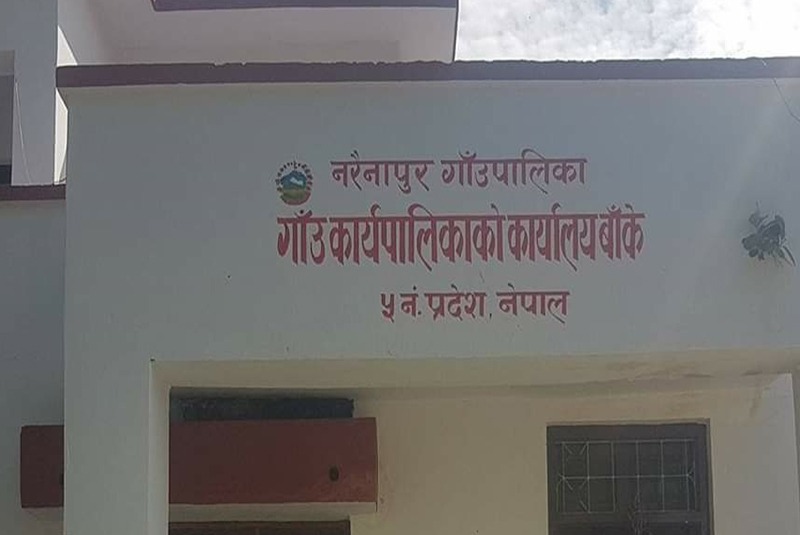 नरैनापुर गाँउपालिका
गाँउ कार्यपालिकाको कार्यालय बाँके
५ नं. प्रदेश, नेपाल